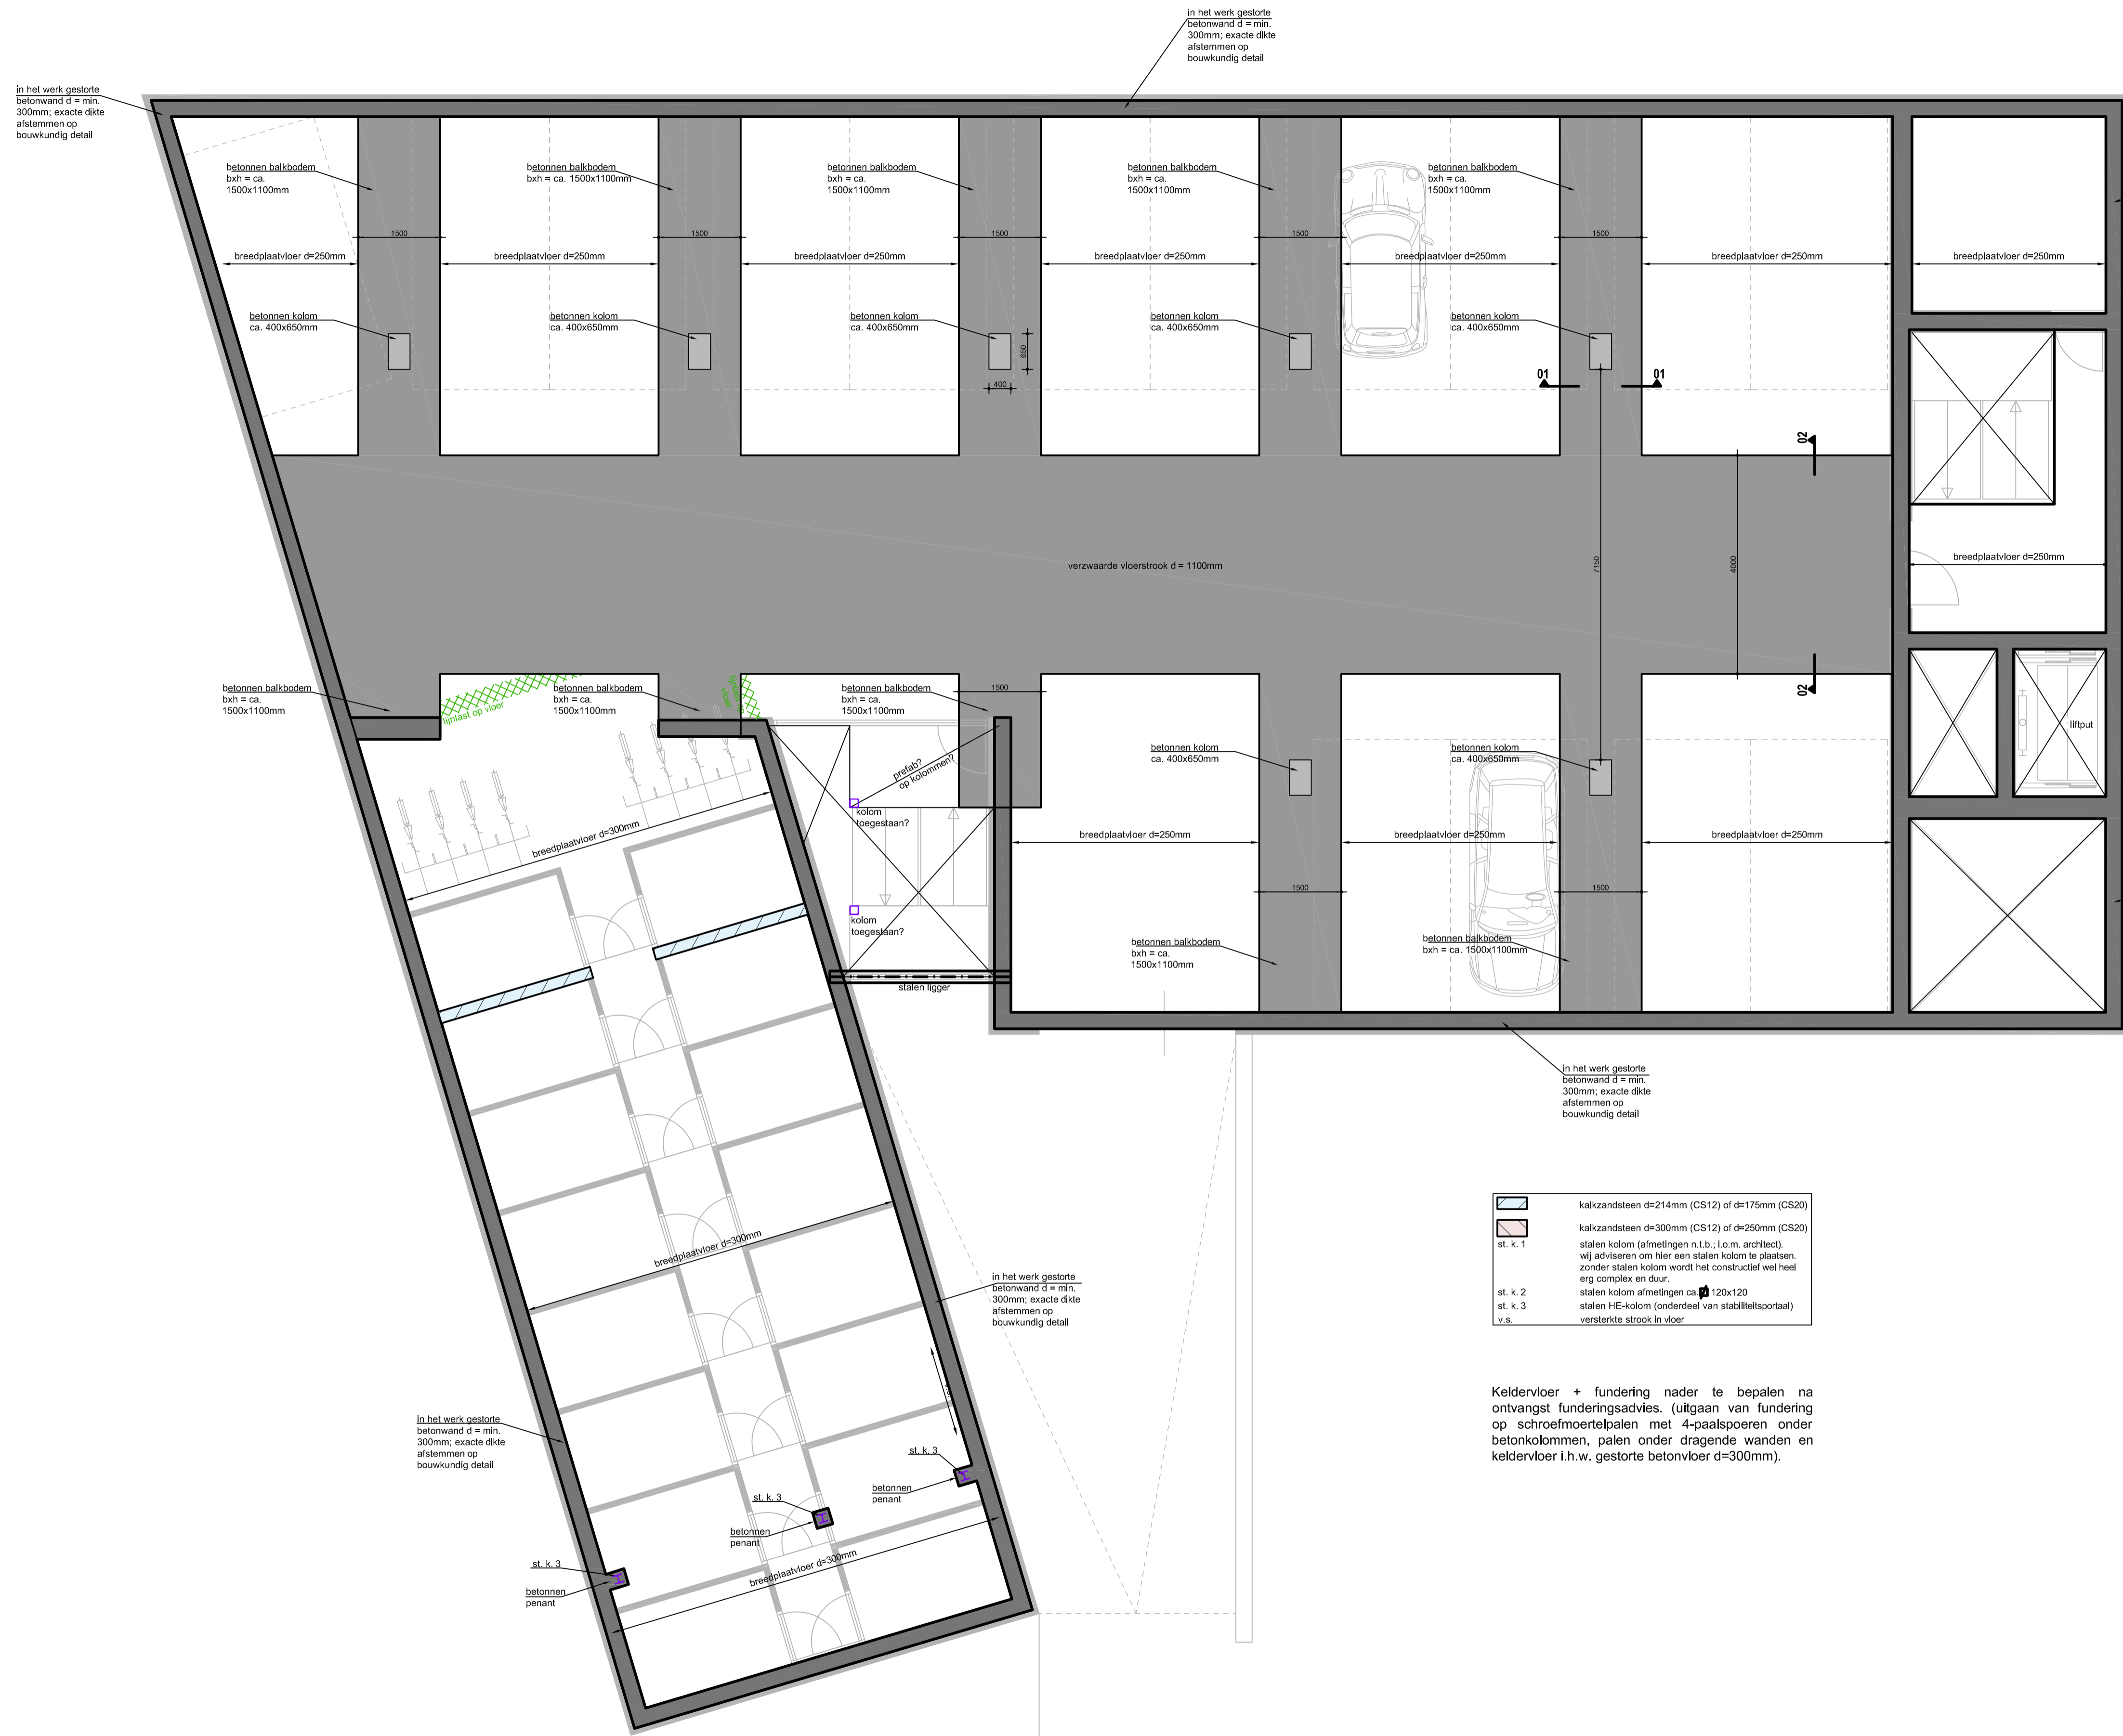 in het werk gestorte
betonwand d = min.
300mm; exacte dikte
afstemmen op
bouwkundig detail
in het werk gestorte
betonwand d = min.
300mm; exacte dikte
afstemmen op
bouwkundig detail
betonnen balkbodem
bxh = ca.
1500x1100mm
betonnen balkbodem
bxh = ca. 1500x1100mm
betonnen balkbodem
bxh = ca.
1500x1100mm
betonnen balkbodem
bxh = ca.
1500x1100mm
betonnen balkbodem
bxh = ca.
1500x1100mm
1500
1500
1500
1500
1500
breedplaatvloer d=250mm
breedplaatvloer d=250mm
breedplaatvloer d=250mm
breedplaatvloer d=250mm
breedplaatvloer d=250mm
breedplaatvloer d=250mm
breedplaatvloer d=250mm
betonnen kolom
ca. 400x650mm
betonnen kolom
ca. 400x650mm
betonnen kolom
ca. 400x650mm
betonnen kolom
ca. 400x650mm
betonnen kolom
ca. 400x650mm
650
400
01
01
02
7150
4000
verzwaarde vloerstrook d = 1100mm
breedplaatvloer d=250mm
02
betonnen balkbodem
bxh = ca.
1500x1100mm
lijnlast op vloer
betonnen balkbodem
bxh = ca.
1500x1100mm
betonnen balkbodem
bxh = ca.
1500x1100mm
1500
liftput
prefab?
op kolommen?
kolom
toegestaan?
kolom
toegestaan?
stalen ligger
betonnen kolom
ca. 400x650mm
betonnen kolom
ca. 400x650mm
breedplaatvloer d=250mm
breedplaatvloer d=250mm
breedplaatvloer d=250mm
1500
1500
betonnen balkbodem
bxh = ca.
1500x1100mm
betonnen balkbodem
bxh = ca. 1500x1100mm
breedplaatvloer d=300mm
in het werk gestorte
betonwand d = min.
300mm; exacte dikte
afstemmen op
bouwkundig detail
breedplaatvloer d=300mm
in het werk gestorte
betonwand d = min.
300mm; exacte dikte
afstemmen op
bouwkundig detail
in het werk gestorte
betonwand d = min.
300mm; exacte dikte
afstemmen op
bouwkundig detail
st. k. 3
betonnen
penant
st. k. 3
betonnen
penant
st. k. 3
betonnen
penant
breedplaatvloer d=300mm
kalkzandsteen d=214mm (CS12) of d=175mm (CS20)
kalkzandsteen d=300mm (CS12) of d=250mm (CS20)
st. k. 1 stalen kolom (afmetingen n.t.b.; i.o.m. architect).
wij adviseren om hier een stalen kolom te plaatsen.
zonder stalen kolom wordt het constructief wel heel
erg complex en duur.
st. k. 2 stalen kolom afmetingen ca. 120x120
st. k. 3 stalen HE-kolom (onderdeel van stabiliteitsportaal)
v.s. versterkte strook in vloer
Keldervloer + fundering nader te bepalen na
ontvangst funderingsadvies. (uitgaan van fundering
op schroefmoertelpalen met 4-paalspoeren onder
betonkolommen, palen onder dragende wanden en
keldervloer i.h.w. gestorte betonvloer d=300mm).